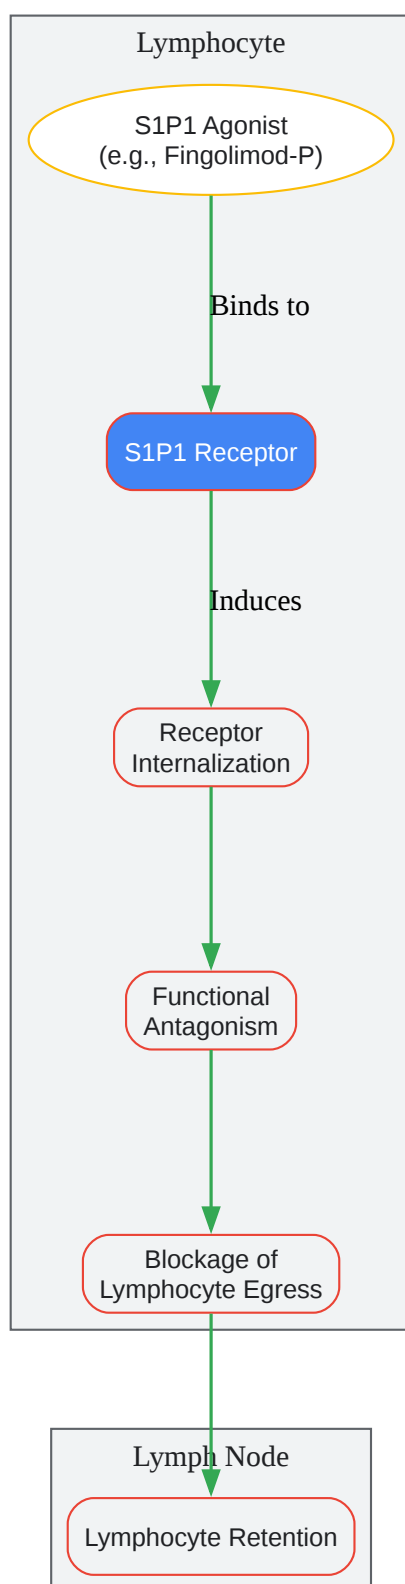 Lymphocyte
S1P1 Agonist
(e.g., Fingolimod-P)
Binds to
S1P1 Receptor
Induces
Receptor
Internalization
Functional
Antagonism
Blockage of
Lymphocyte Egress
Lymph Node
Lymphocyte Retention